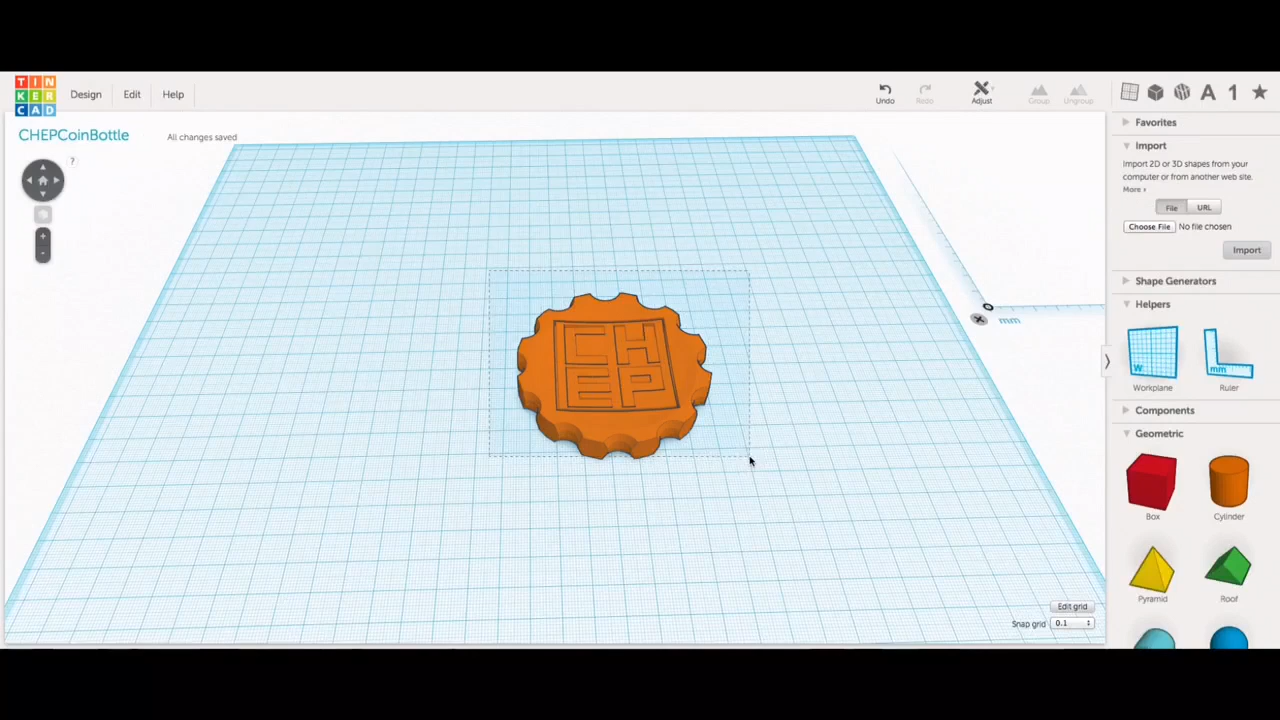 TIN
KER
CAD
Design
Edit
Help
Undo
Redo
Adjust
Group
Ungroup
A
1
CHEPCoinBottle
All changes saved
?
Favorites
Import
Import 2D or 3D shapes from your
computer or from another web site.
More ›
File
URL
Choose File
No file chosen
Import
Shape Generators
Helpers
W
mm
Workplane
Ruler
Components
Geometric
Box
Cylinder
Pyramid
Roof
mm
CH
EP
Edit grid
Snap grid
0.1